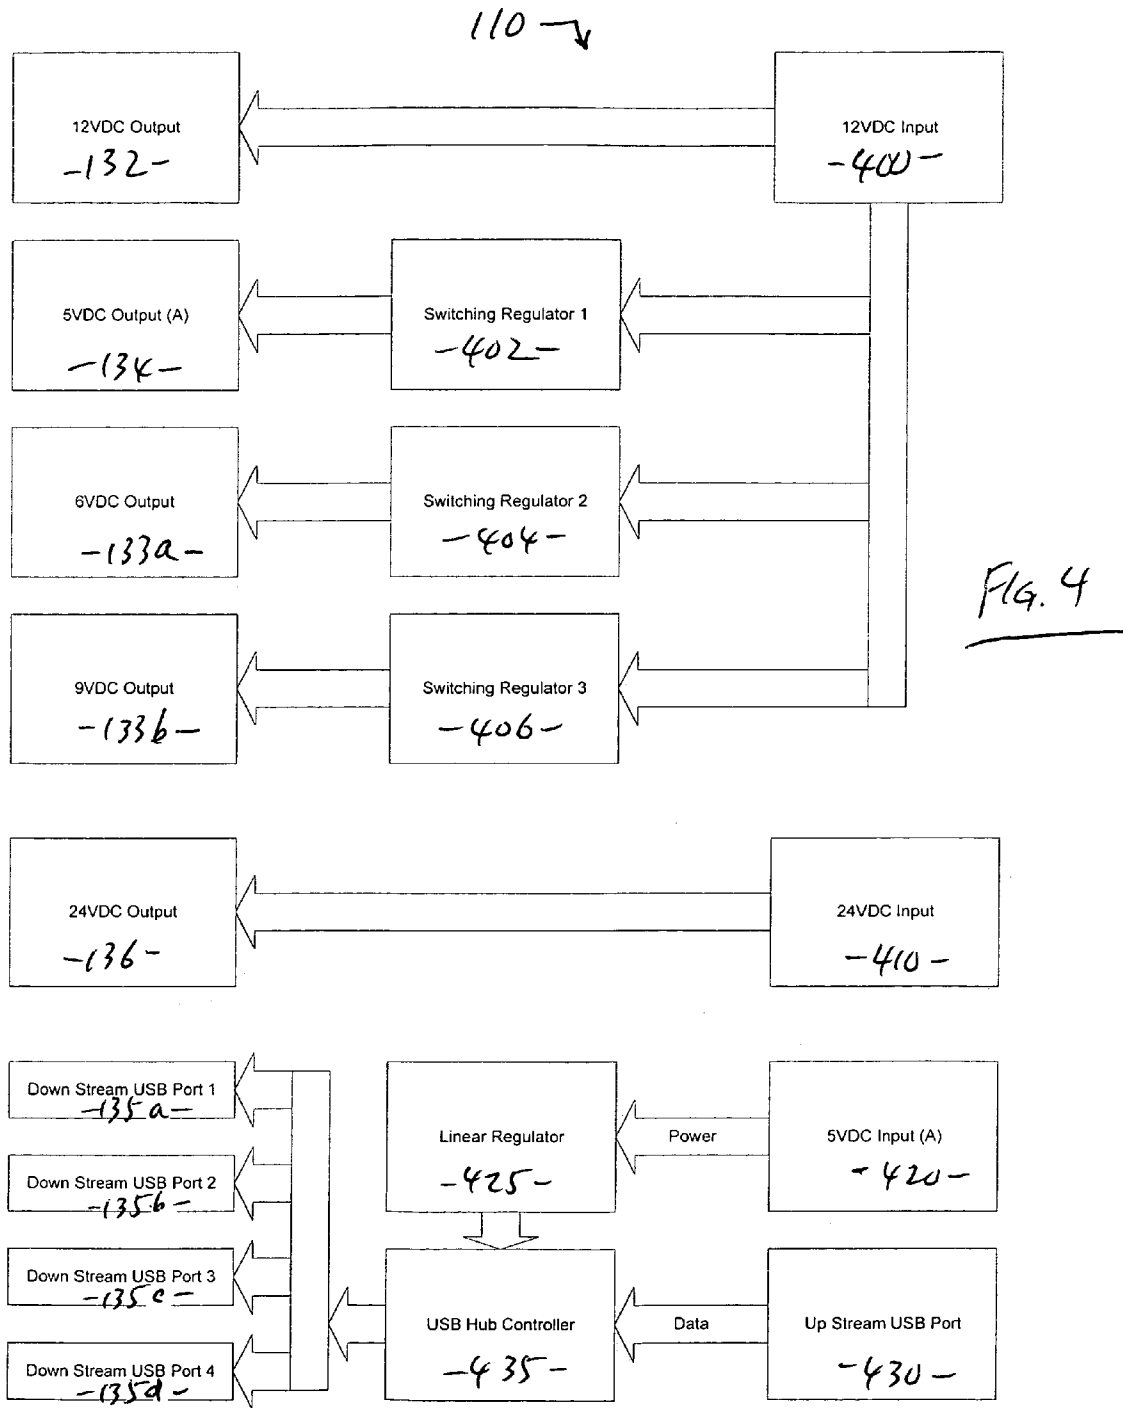 110
12VDC Output
-132-
12VDC Input
-400-
5VDC Output (A)
-134-
Switching Regulator 1
-402-
6VDC Output
-133a-
Switching Regulator 2
-404-
FIG. 4
9VDC Output
-133b-
Switching Regulator 3
-406-
24VDC Output
-136-
24VDC Input
-410-
Down Stream USB Port 1
-135a-
Linear Regulator
-425-
Power
5VDC Input (A)
-420-
Down Stream USB Port 2
-135b-
Down Stream USB Port 3
-135c-
USB Hub Controller
-435-
Data
Up Stream USB Port
-430-
Down Stream USB Port 4
-135d-